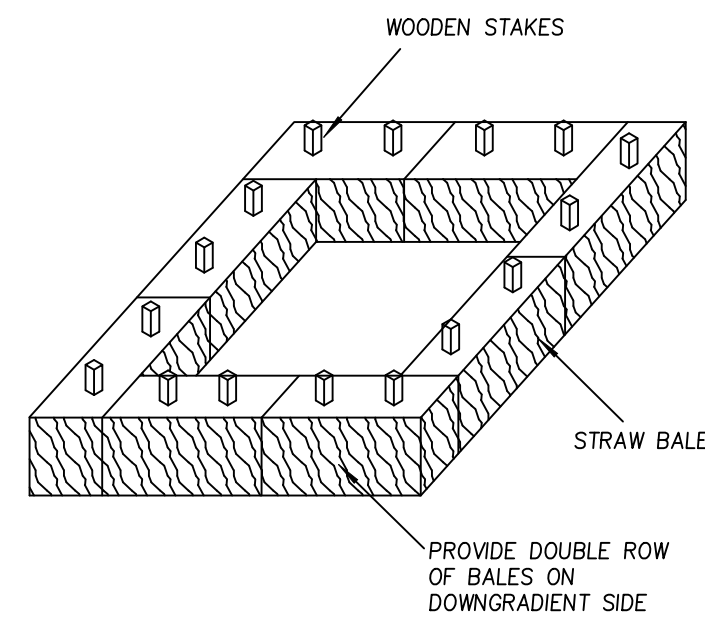 WOODEN STAKES
STRAW BALE
PROVIDE DOUBLE ROW
OF BALES ON
DOWNGRADIENT SIDE